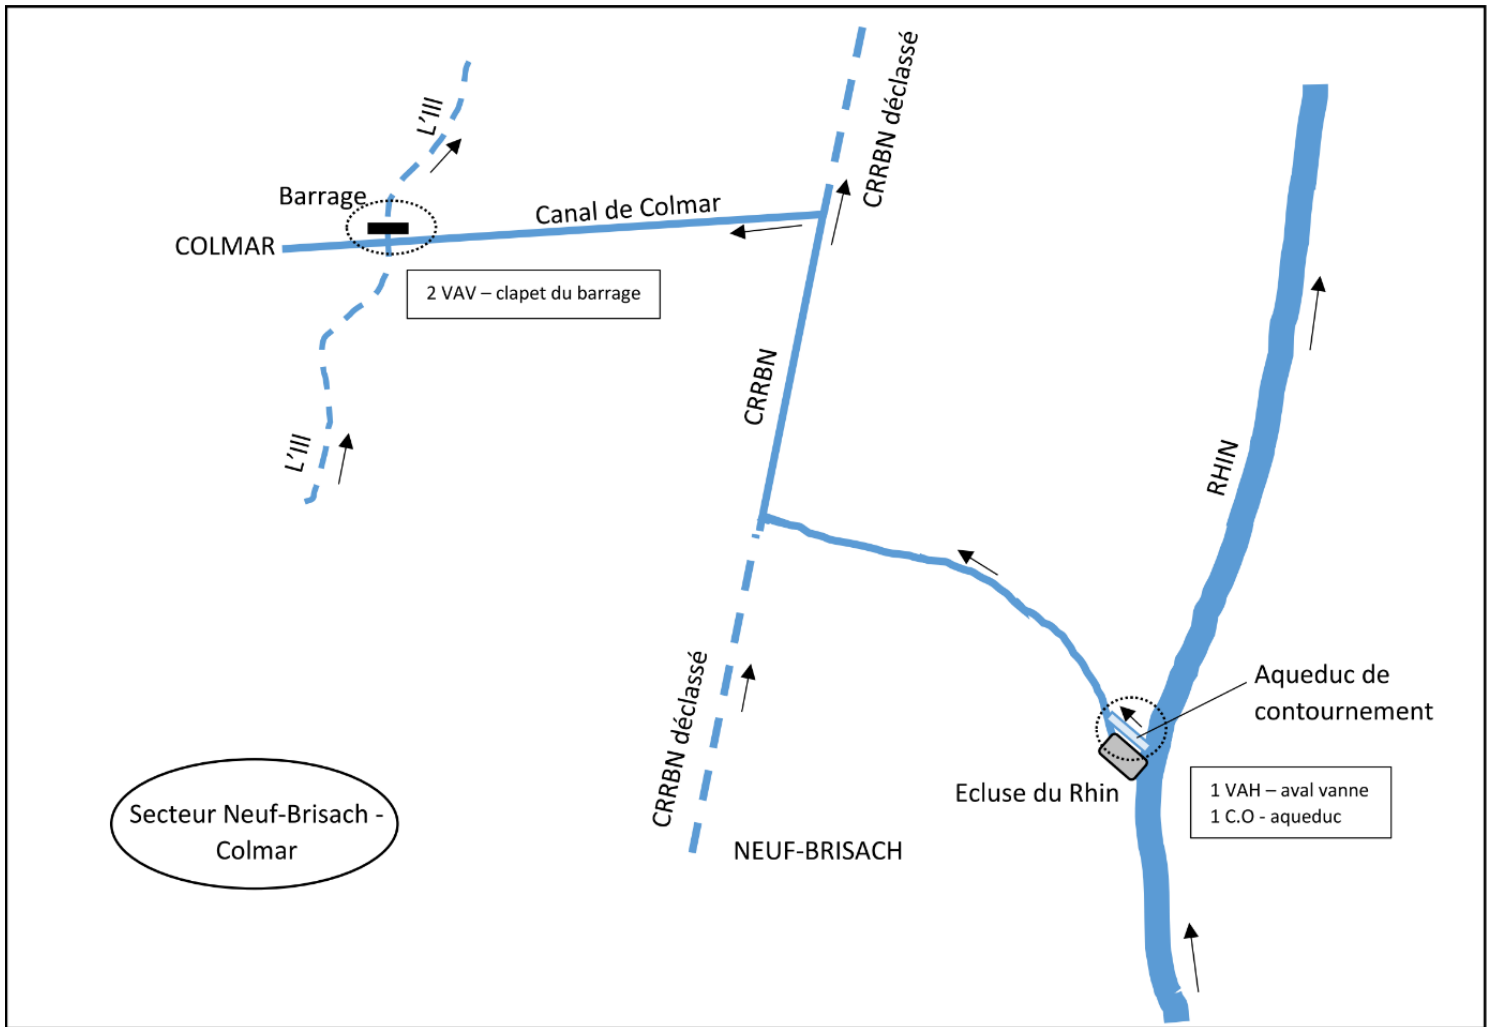 L'Ill
CRRBN déclassé
Barrage
Canal de Colmar
COLMAR
2 VAV – clapet du barrage
CRRBN
L'Ill
RHIN
CRRBN déclassé
Aqueduc de
contournement
Ecluse du Rhin
1 VAH – aval vanne
1 C.O - aqueduc
Secteur Neuf-Brisach -
Colmar
NEUF-BRISACH